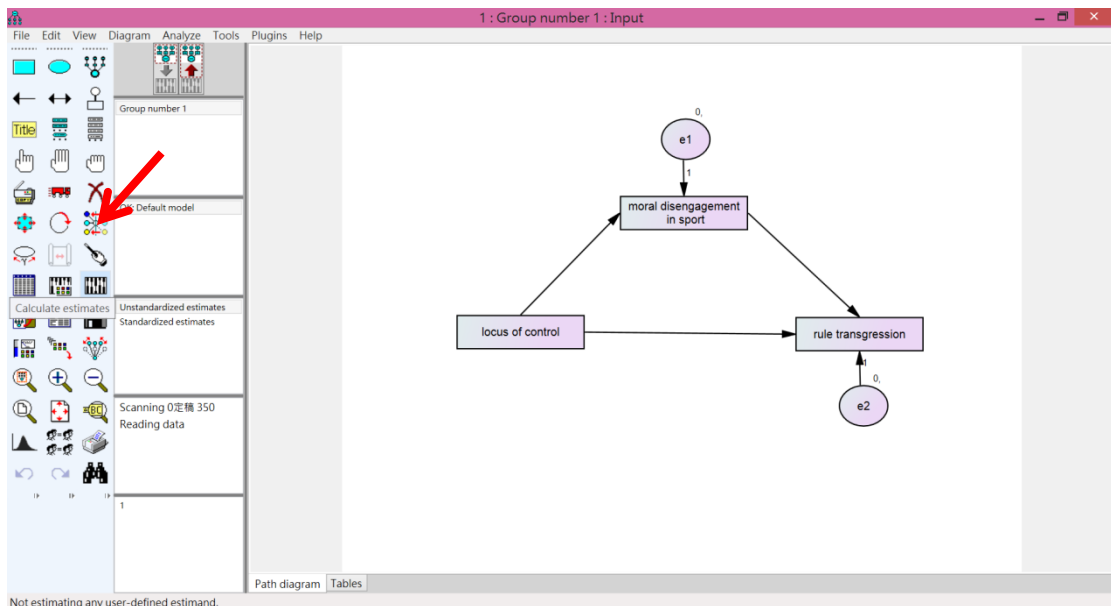 1 : Group number 1 : Input
File Edit View Diagram Analyze Tools Plugins Help
Title
Group number 1
OK: Default model
Calculate estimates
Unstandardized estimates
Standardized estimates
Scanning 0定稿 350
Reading data
1
0,
e1
1
moral disengagement
in sport
locus of control
rule transgression
1
0,
e2
Path diagram Tables
Not estimating any user-defined estimand.